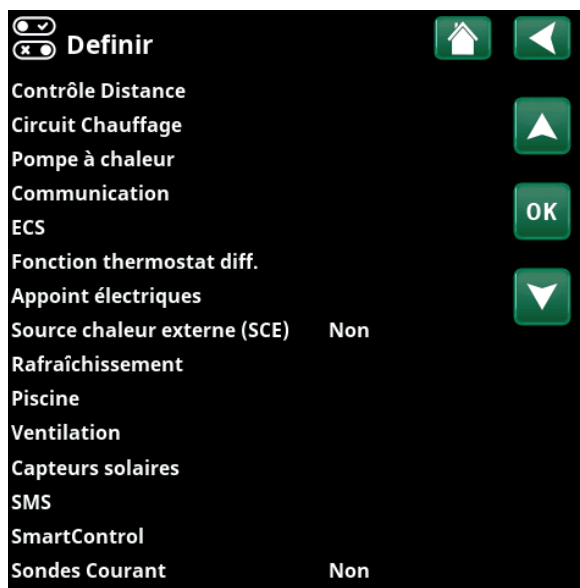 Definir
Contrôle Distance
Circuit Chauffage
Pompe à chaleur
Communication
OK
ECS
Fonction thermostat diff.
Appoint électriques
Source chaleur externe (SCE) Non
Rafraîchissement
Piscine
Ventilation
Capteurs solaires
SMS
SmartControl
Sondes Courant Non